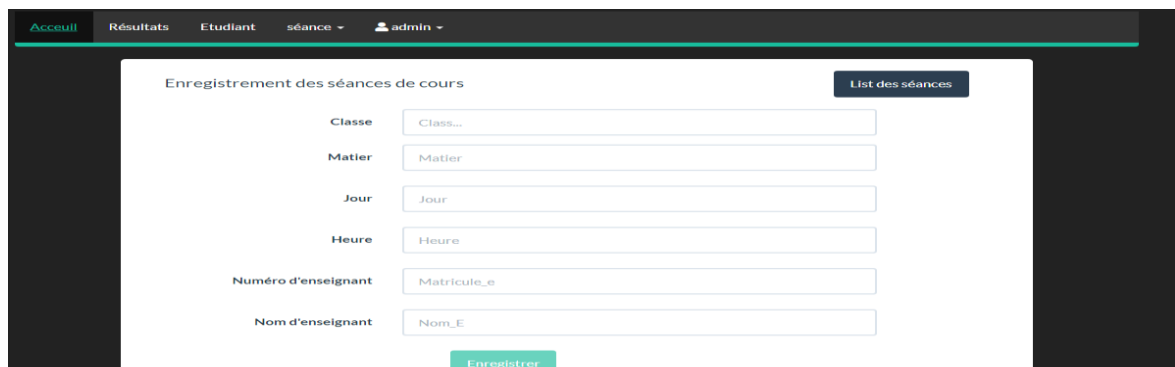 Acceuil Résultats Etudiant séance admin
Enregistrement des séances de cours List des séances
Classe Class...
Matier Matier
Jour Jour
Heure Heure
Numéro d'enseignant Matricule_e
Nom d'enseignant Nom_E
Enregistrer